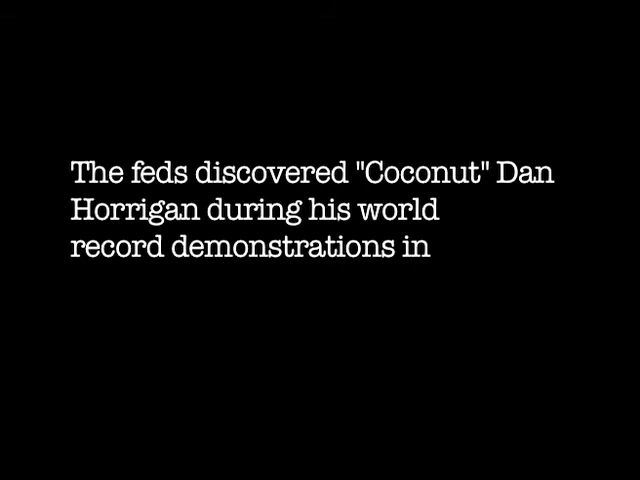 The feds discovered "Coconut" Dan
Horrigan during his world
record demonstrations in